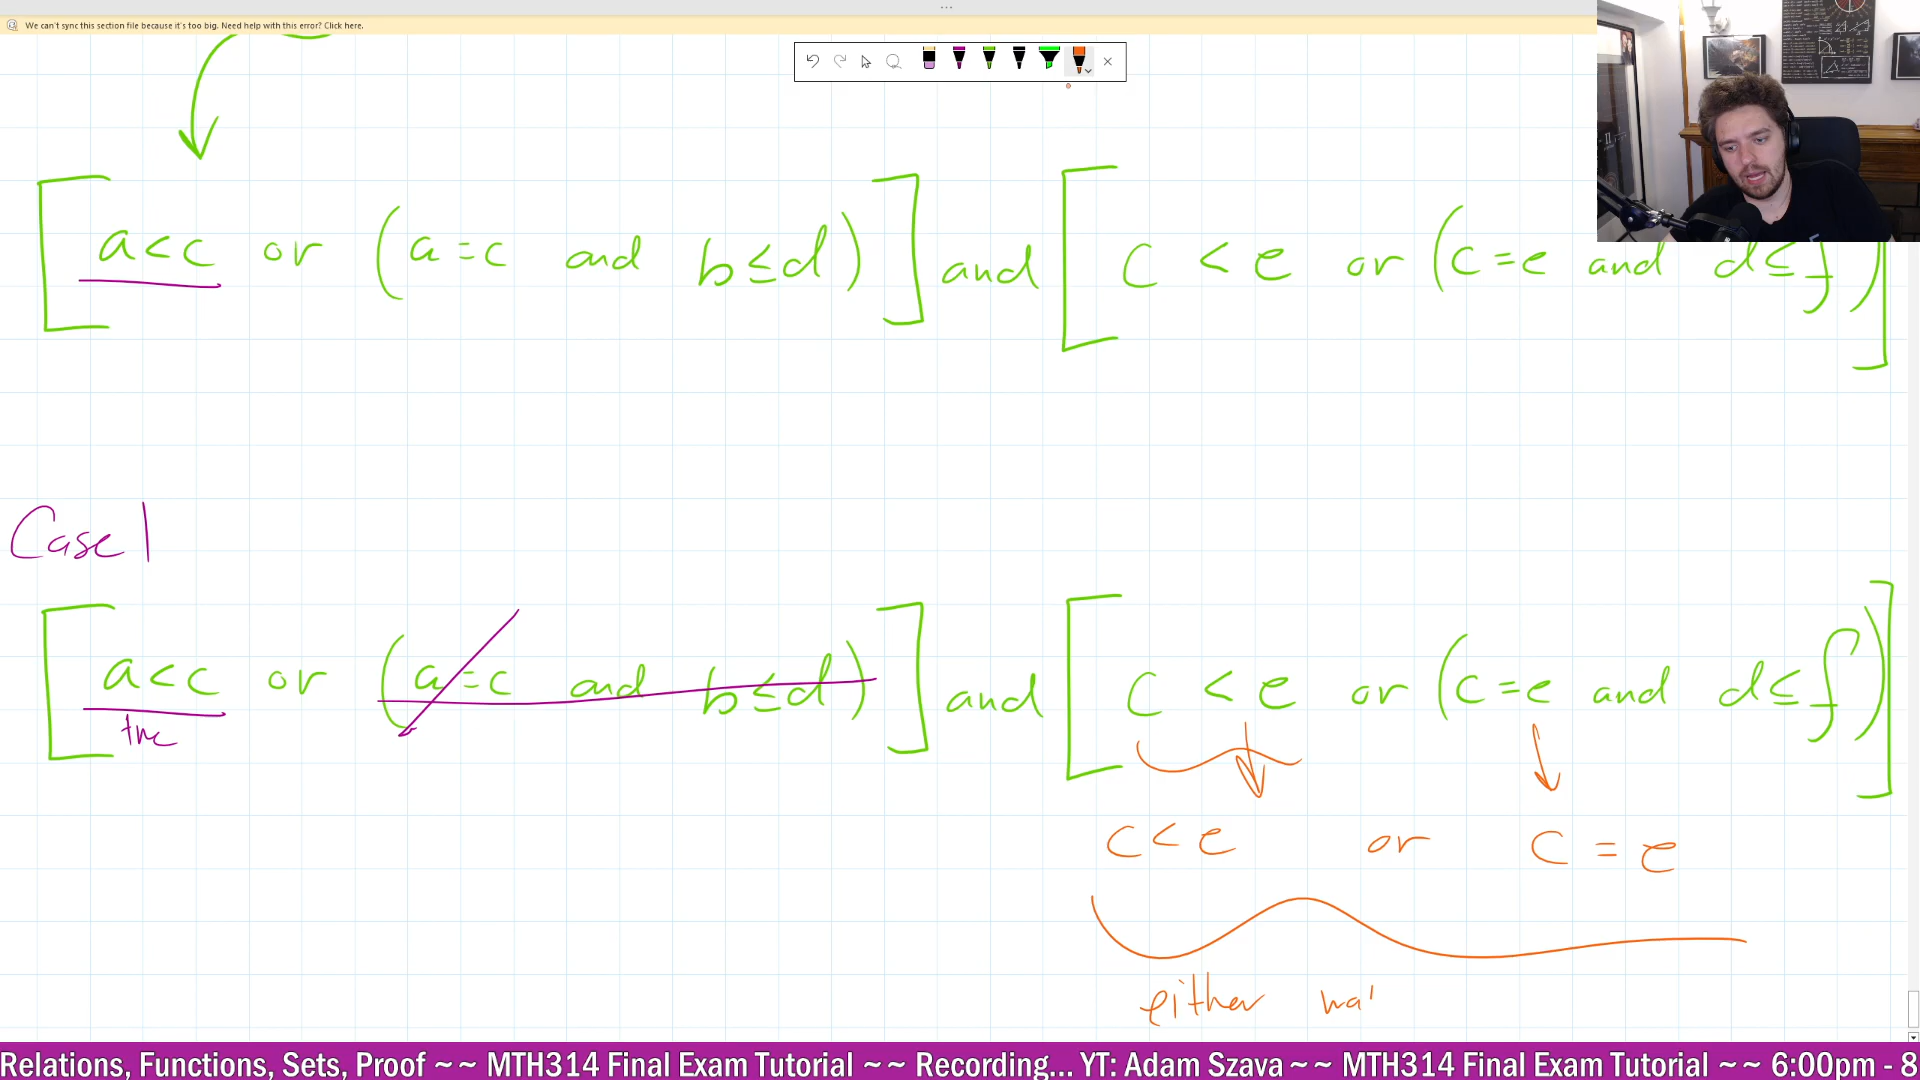 We can't sync this section file because it's too big. Need help with this error? Click here.
[a<c or (a=c and b≤d)] and [c<e or (c=e and d≤f)]
Case 1
[a<c or (a=c and b≤d)] and [c<e or (c=e and d≤f)]
c<e or c=e
either
Relations, Functions, Sets, Proof ~~ MTH314 Final Exam Tutorial ~~ Recording... YT: Adam Szava ~~ MTH314 Final Exam Tutorial ~~ 6:00pm - 8